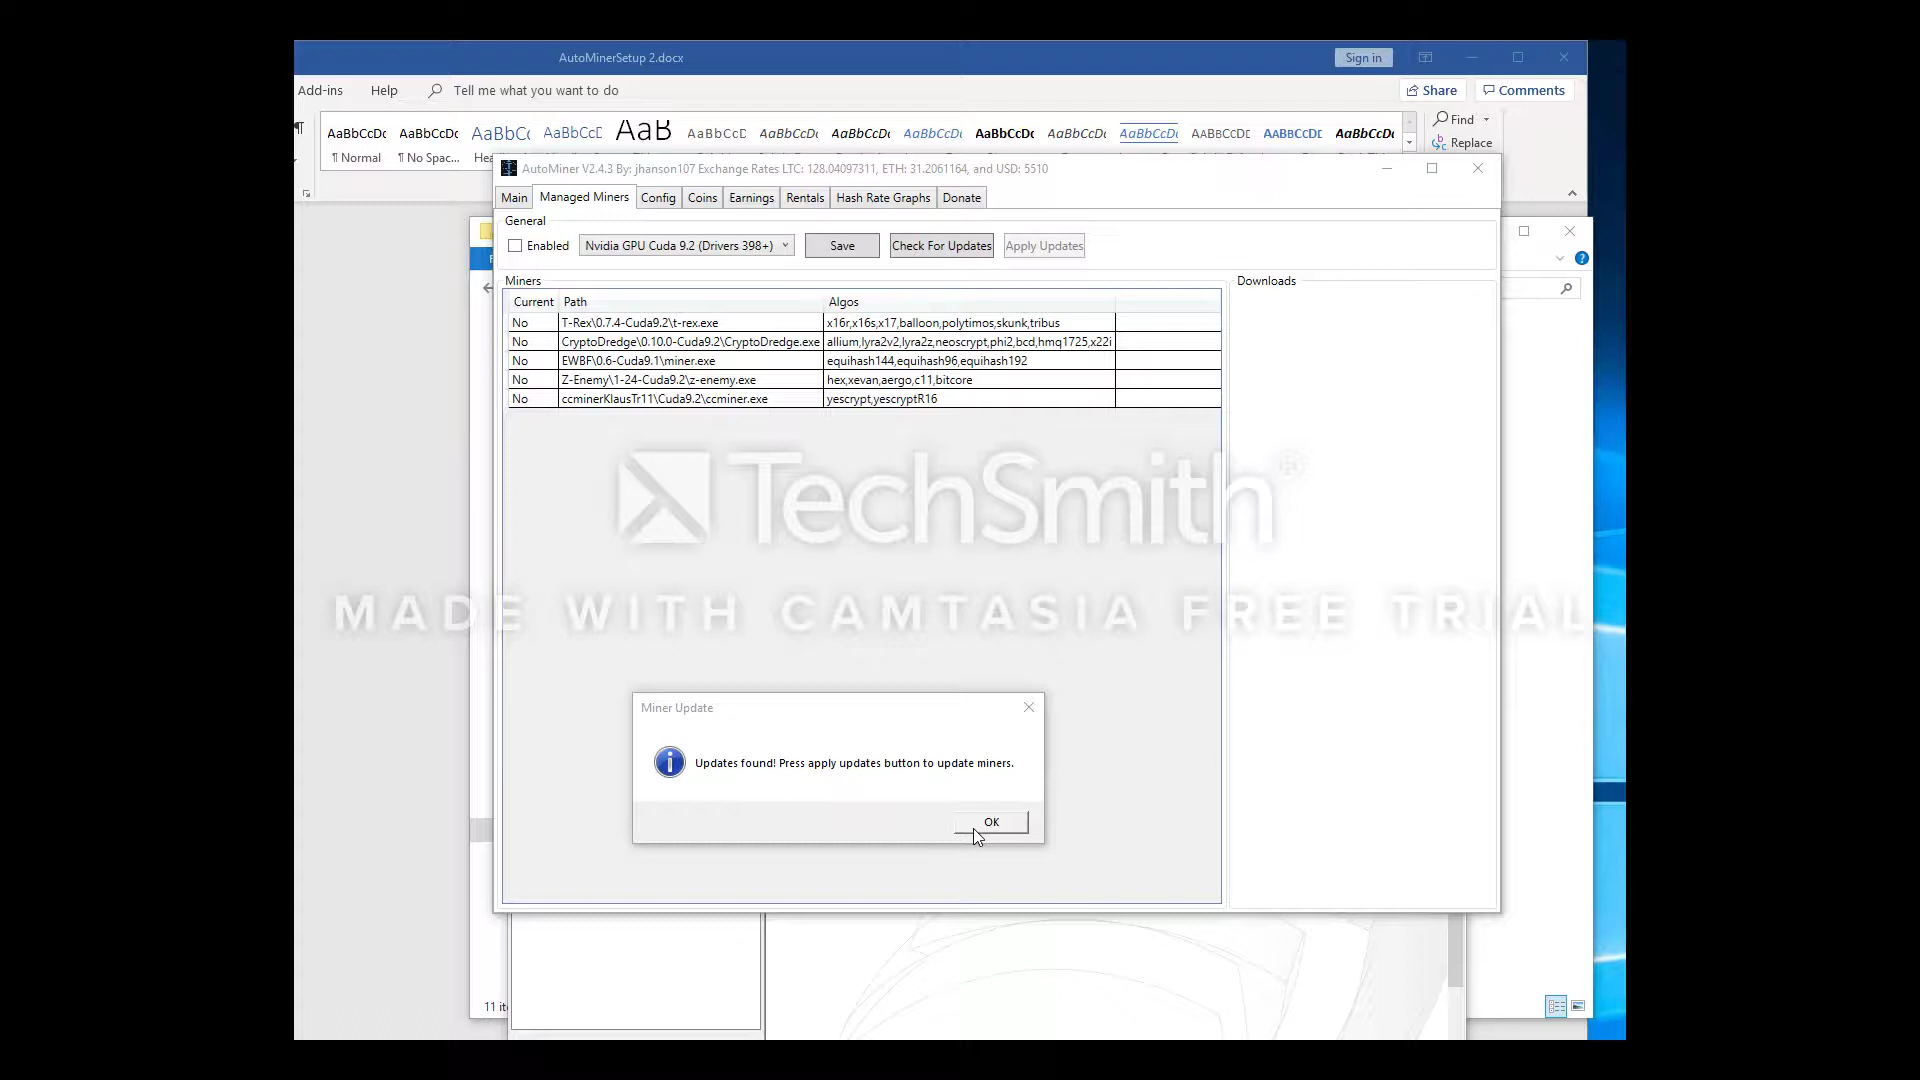 AutoMinerSetup 2.docx
Sign in
Add-ins Help Tell me what you want to do
Share Comments
AaBbCcDc AaBbCcDc AaBbCc AaBbCcC AaB AaBbCcD AaBbCcDc AaBbCcDc AaBbCcDc AaBbCcDc AaBbCcDc AaBbCcDc AaBbCcDc AaBbCcDc AaBbCcDc
¶ Normal ¶ No Spac... Hea
Find
Replace
AutoMiner V2.4.3 By: jhanson107 Exchange Rates LTC: 128.04097311, ETH: 31.2061164, and USD: 5510
Main Managed Miners Config Coins Earnings Rentals Hash Rate Graphs Donate
General
Enabled Nvidia GPU Cuda 9.2 (Drivers 398+) Save Check For Updates Apply Updates
Miners
Downloads
Current Path Algos
No T-Rex\0.7.4-Cuda9.2\t-rex.exe x16r,x16s,x17,balloon,polytimos,skunk,tribus
No CryptoDredge\0.10.0-Cuda9.2\CryptoDredge.exe allium,lyra2v2,lyra2z,neoscrypt,phi2,bcd,hmq1725,x22i
No EWBF\0.6-Cuda9.1\miner.exe equihash144,equihash96,equihash192
No Z-Enemy\1-24-Cuda9.2\z-enemy.exe hex,xevan,aergo,c11,bitcore
No ccminerKlausTr11\Cuda9.2\ccminer.exe yescrypt,yescryptR16
TechSmith®
MADE WITH CAMTASIA FREE TRIAL
Miner Update
Updates found! Press apply updates button to update miners.
OK
11 it